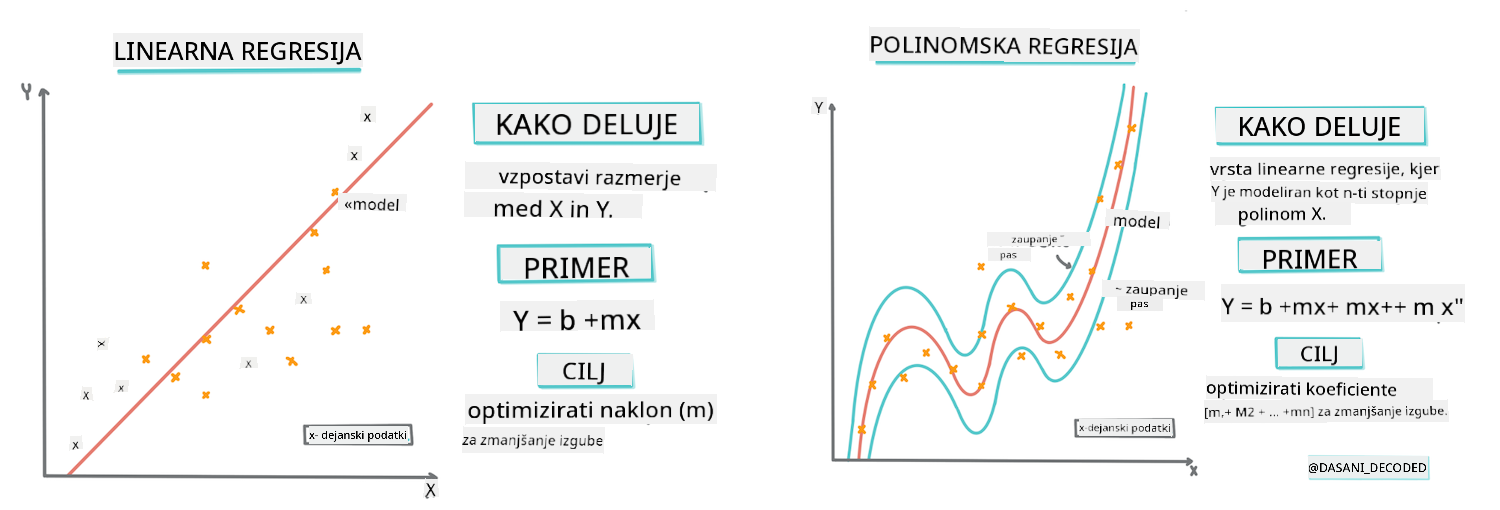 LINEARNA REGRESIJA
Y
x
x
«model
x
x
x
x
x
x
x- dejanski podatki
X
KAKO DELUJE
vzpostavi razmerje
med X in Y.
PRIMER
Y = b +mx
CILJ
optimizirati naklon (m)
za zmanjšanje izgube
POLINOMSKA REGRESIJA
Y
zaupanje
pas
model
~ zaupanje
pas
x-dejanski podatki
x
KAKO DELUJE
vrsta linearne regresije, kjer
Y je modeliran kot n-ti stopnje
polinom X.
PRIMER
Y = b +mx+ mx++ m x"
CILJ
optimizirati koeficiente
[m,+ M2 + ... +mn] za zmanjšanje izgube.
@DASANI_DECODED